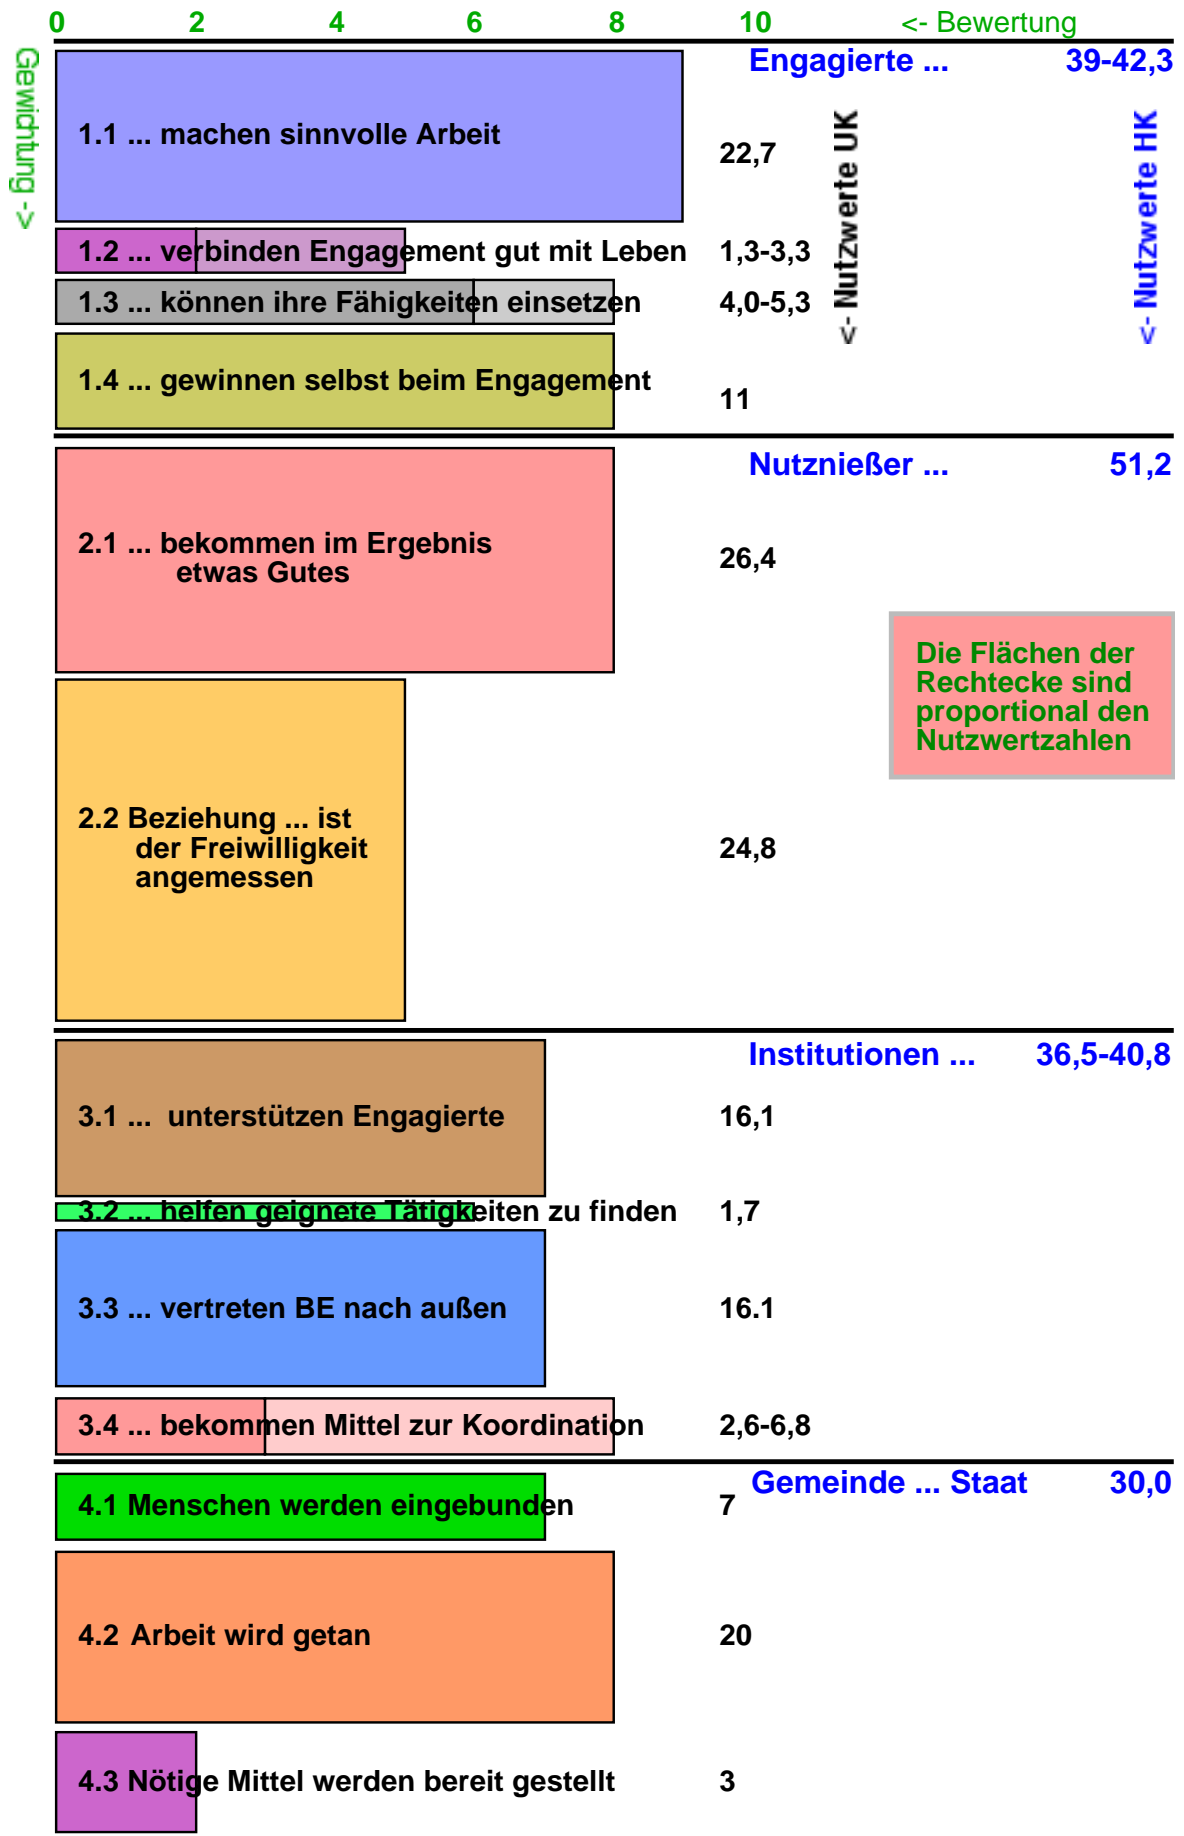 0 2 4 6 8 10 <- Bewertung
Gewichtung ->
Engagierte ... 39-42,3
1.1 ... machen sinnvolle Arbeit 22,7
<- Nutzwerte UK
<- Nutzwerte HK
1.2 ... verbinden Engagement gut mit Leben 1,3-3,3
1.3 ... können ihre Fähigkeiten einsetzen 4,0-5,3
1.4 ... gewinnen selbst beim Engagement 11
Nutznießer ... 51,2
2.1 ... bekommen im Ergebnis
etwas Gutes
26,4
Die Flächen der
Rechtecke sind
proportional den
Nutzwertzahlen
2.2 Beziehung ... ist
der Freiwilligkeit
angemessen
24,8
Institutionen ... 36,5-40,8
3.1 ... unterstützen Engagierte 16,1
3.2 ... helfen geignete Tätigkeiten zu finden 1,7
3.3 ... vertreten BE nach außen 16.1
3.4 ... bekommen Mittel zur Koordination 2,6-6,8
Gemeinde ... Staat 30,0
4.1 Menschen werden eingebunden 7
4.2 Arbeit wird getan 20
4.3 Nötige Mittel werden bereit gestellt 3